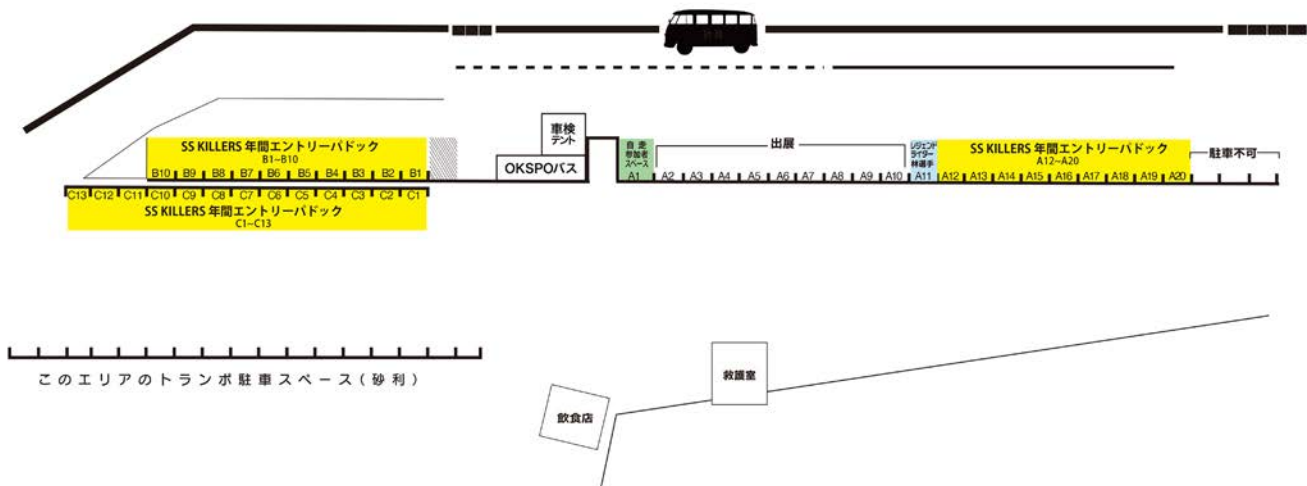 車検
テント
OKSPOバス
SS KILLERS 年間エントリーパドック
B1~B10
B10 B9 B8 B7 B6 B5 B4 B3 B2 B1
C13 C12 C11 C10 C9 C8 C7 C6 C5 C4 C3 C2 C1
SS KILLERS 年間エントリーパドック
C1~C13
自走
参加者
スペース
A1
出展
A2 A3 A4 A5 A6 A7 A8 A9 A10
レジェンド
ライダー
林選手
A11
SS KILLERS 年間エントリーパドック
A12~A20
A12 A13 A14 A15 A16 A17 A18 A19 A20
駐車不可
このエリアのトランポ駐車スペース(砂利)
救護室
飲食店